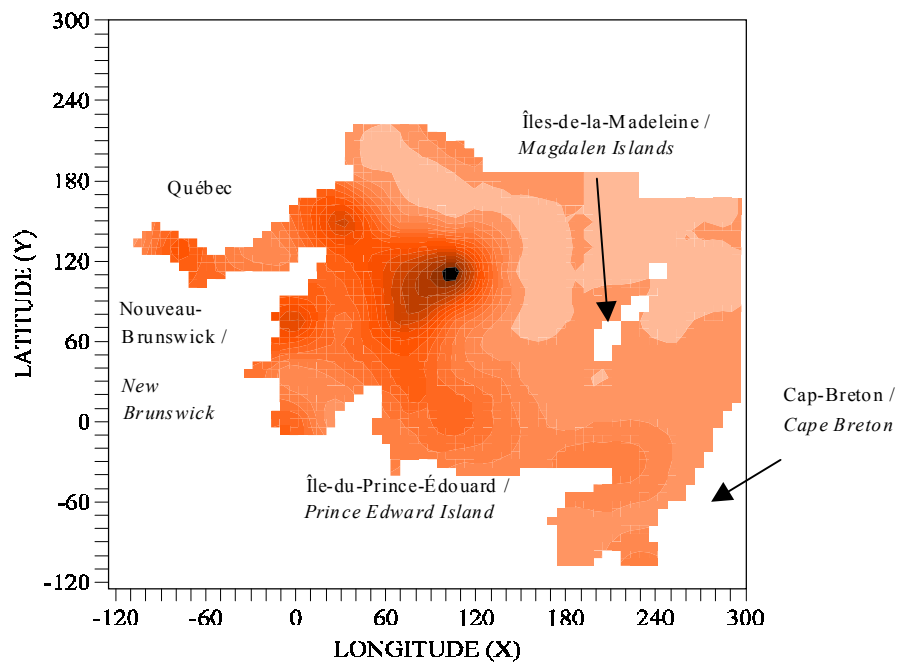 300
240
180
120
60
0
-60
-120
LATITUDE (Y)
Québec
Îles-de-la-Madeleine /
Magdalen Islands
Nouveau-
Brunswick /
New
Brunswick
Cap-Breton /
Cape Breton
Île-du-Prince-Édouard /
Prince Edward Island
-120 -60 0 60 120 180 240 300
LONGITUDE (X)